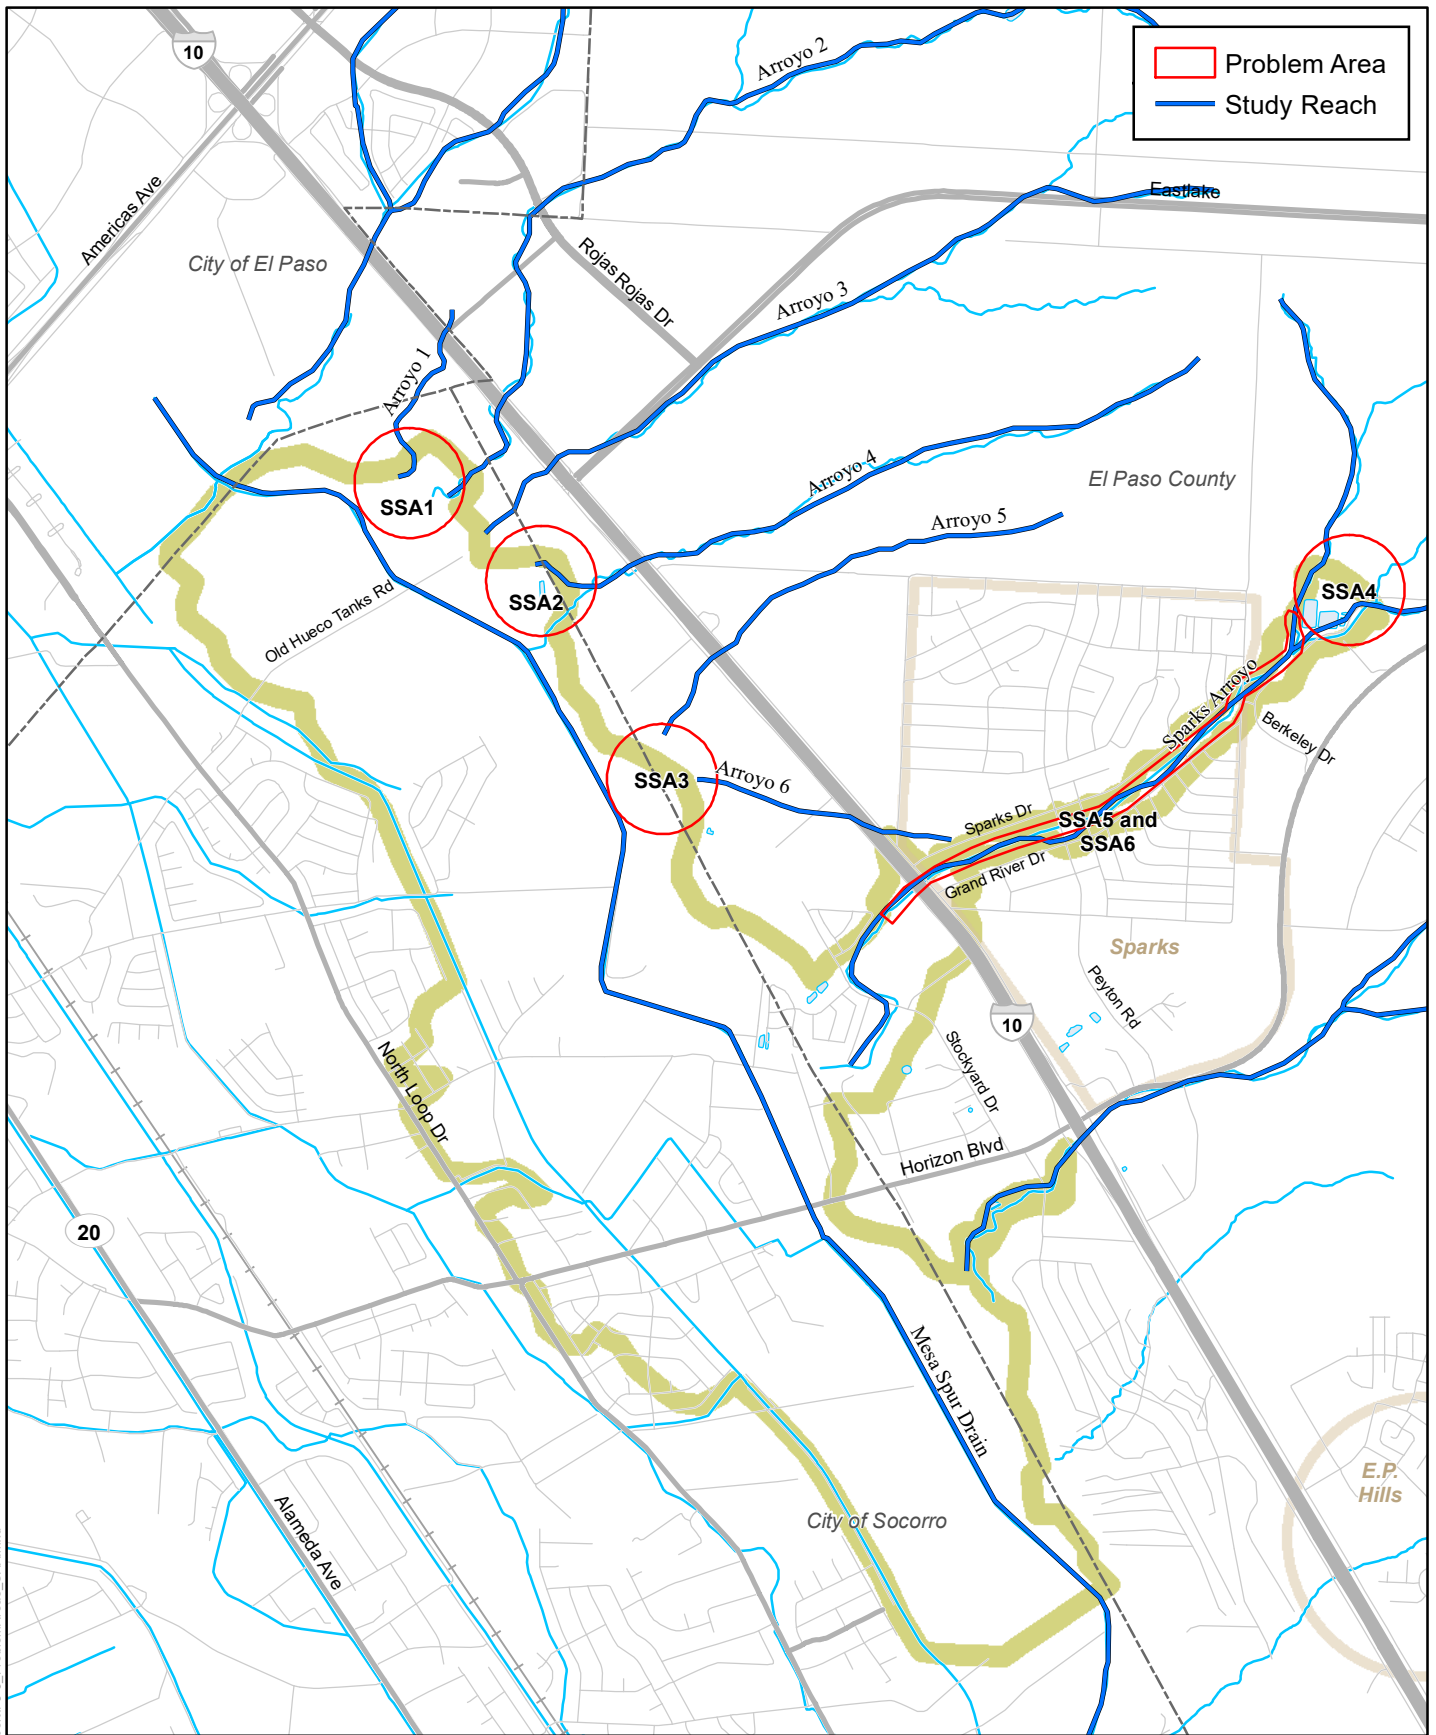 Problem Area
Study Reach
10
Arroyo 2
Americas Ave
City of El Paso
Eastlake
Rojas Rojas Dr
Arroyo 3
Arroyo 1
Arroyo 4
El Paso County
SSA1
Arroyo 5
SSA2
SSA4
Old Hueco Tanks Rd
Sparks Arroyo
Berkeley Dr
SSA3
Arroyo 6
Sparks Dr
SSA5 and
SSA6
Grand River Dr
Sparks
Peyton Rd
10
Stockyard Dr
North Loop Dr
Horizon Blvd
20
Mesa Spur Drain
E.P.
Hills
City of Socorro
Alameda Ave